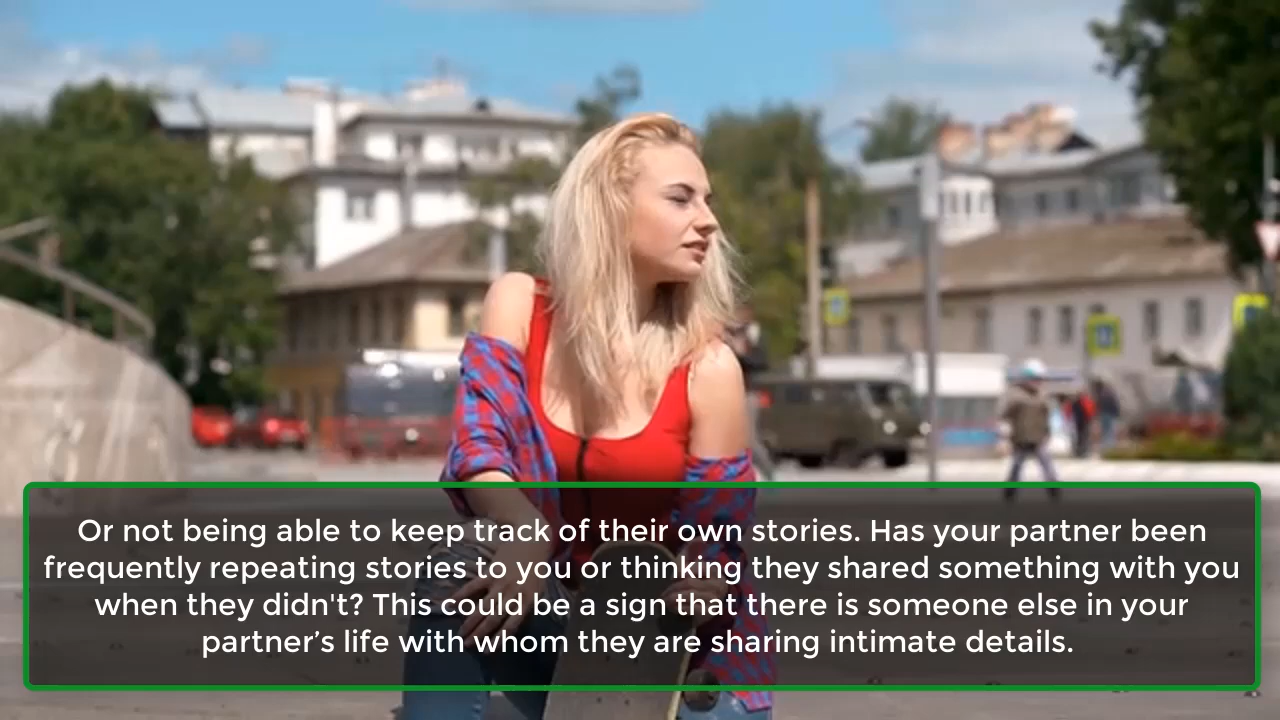 Or not being able to keep track of their own stories. Has your partner been
frequently repeating stories to you or thinking they shared something with you
when they didn't? This could be a sign that there is someone else in your
partner’s life with whom they are sharing intimate details.